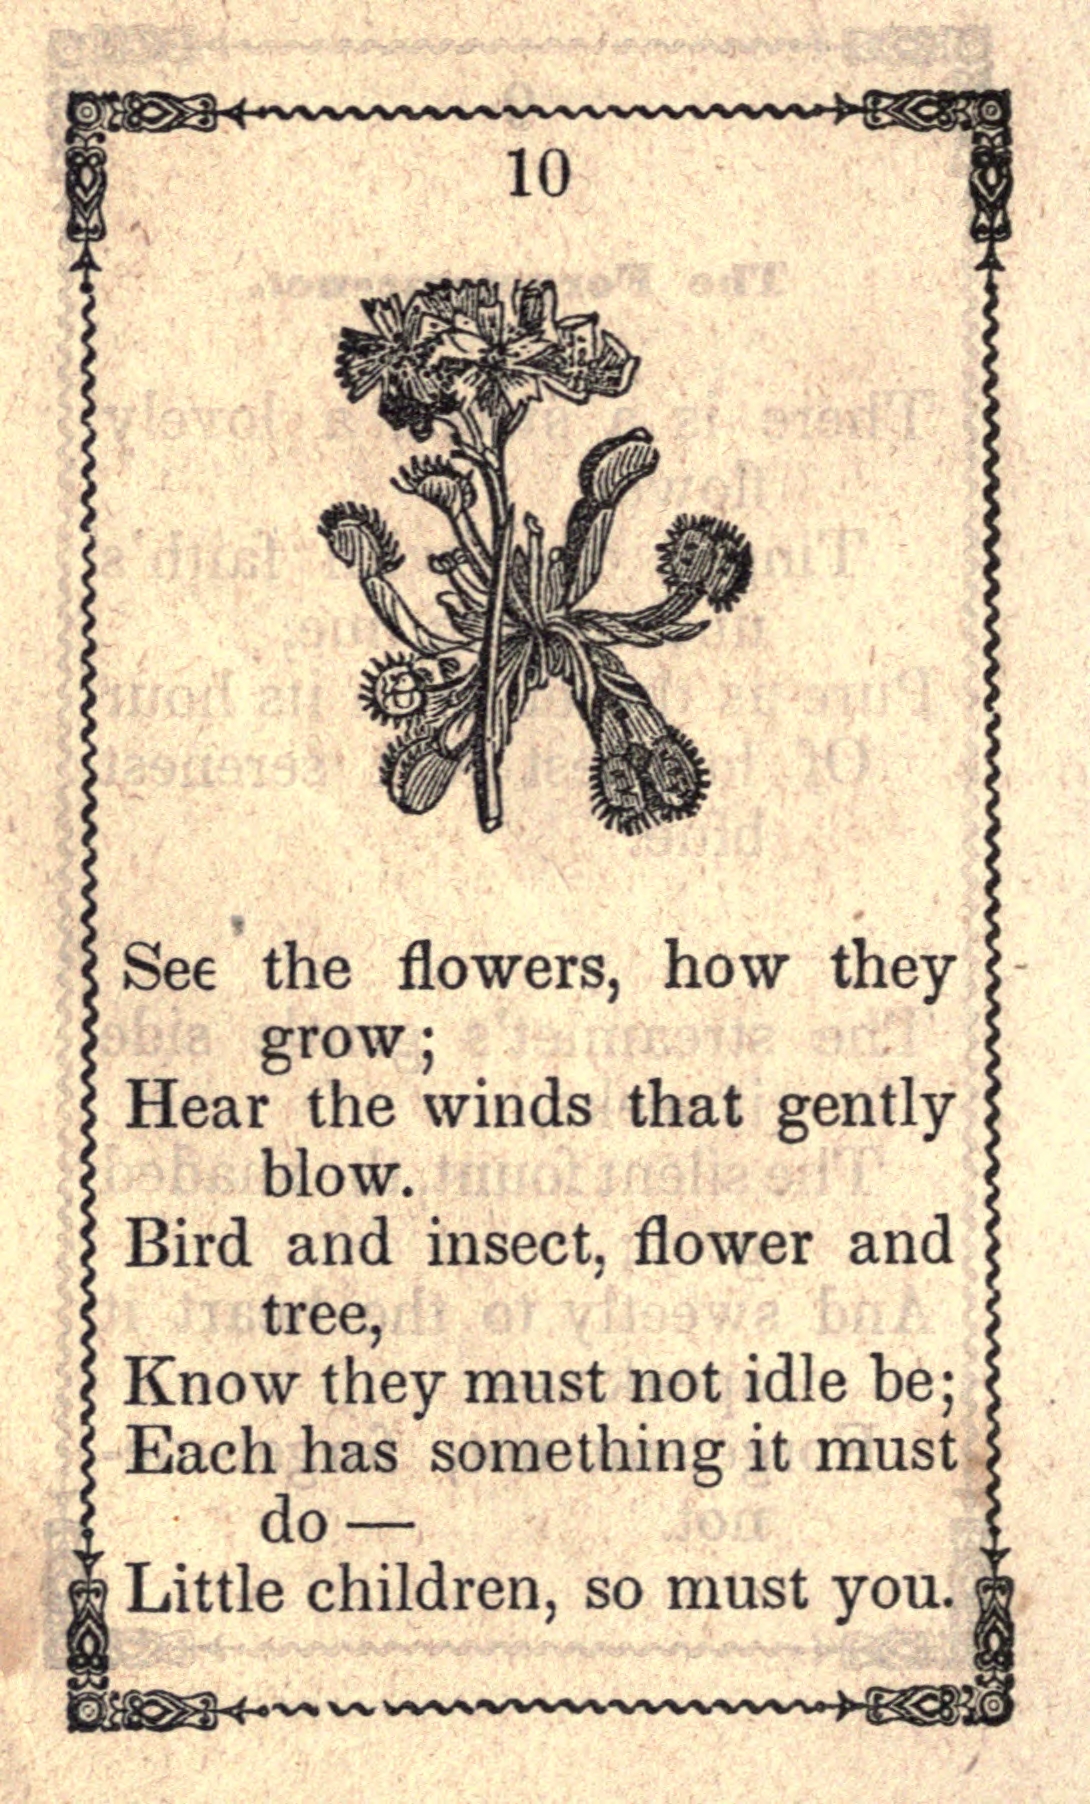 10
See the flowers, how they
grow;
Hear the winds that gently
blow.
Bird and insect, flower and
tree,
Know they must not idle be;
Each has something it must
do —
Little children, so must you.